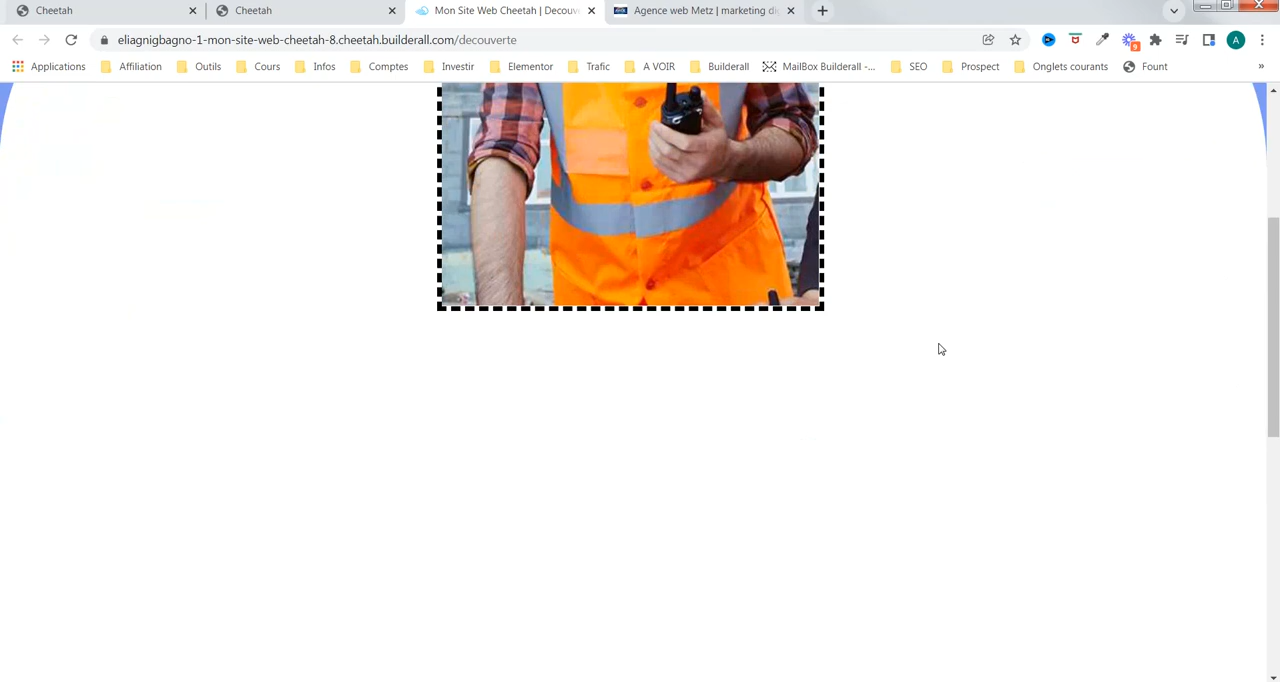 Cheetah
Cheetah
Mon Site Web Cheetah | Decouv
Agence web Metz | marketing di
eliagnigbagno-1-mon-site-web-cheetah-8.cheetah.builderall.com/decouverte
9
A
Applications
Affiliation
Outils
Cours
Infos
Comptes
Investir
Elementor
Trafic
A VOIR
Builderall
MailBox Builderall -...
SEO
Prospect
Onglets courants
Fount
»